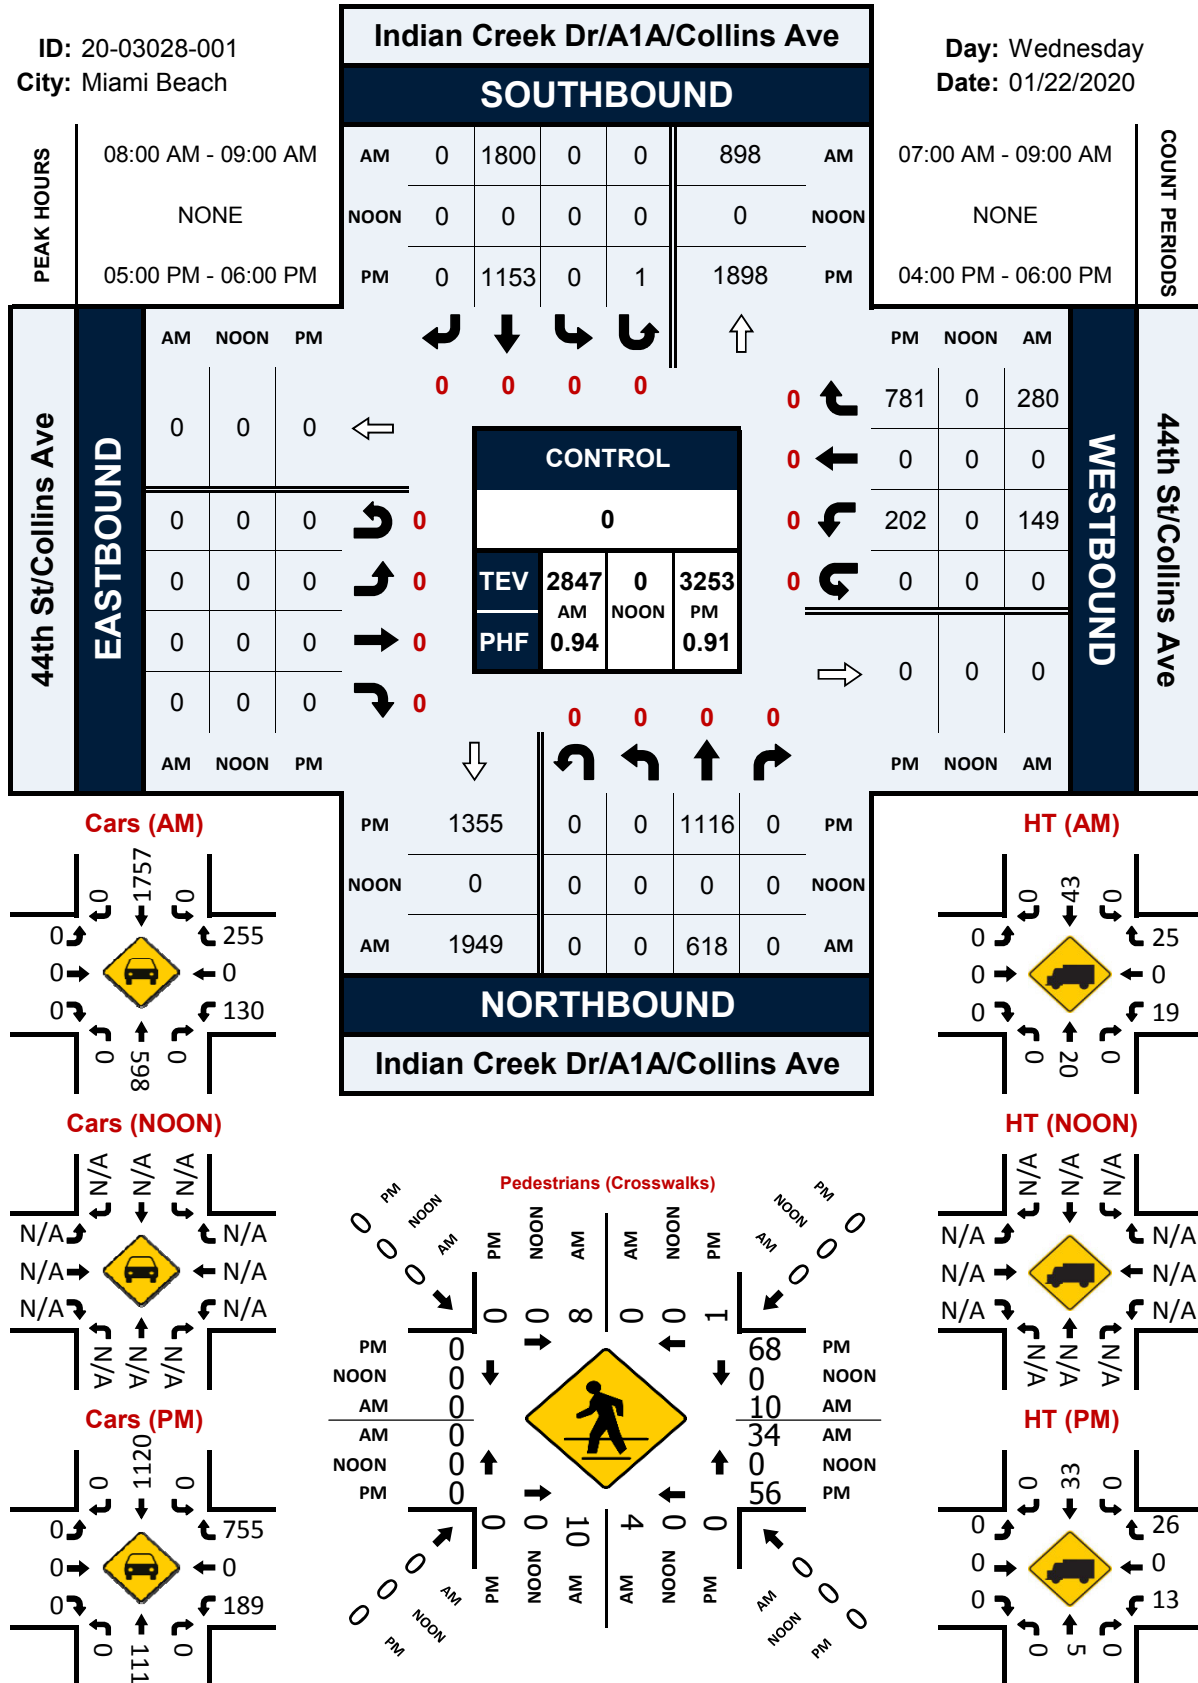 Indian Creek Dr/A1A/Collins Ave
ID: 20-03028-001
City: Miami Beach
Day: Wednesday
Date: 01/22/2020
SOUTHBOUND
PEAK HOURS
08:00 AM - 09:00 AM
NONE
05:00 PM - 06:00 PM
AM 0 1800 0 0 898 AM
NOON 0 0 0 0 0 NOON
PM 0 1153 0 1 1898 PM
07:00 AM - 09:00 AM
NONE
04:00 PM - 06:00 PM
COUNT PERIODS
0 0 0 0
44th St/Collins Ave
EASTBOUND
AM NOON PM
0 0 0
0 0 0 0
0 0 0 0
0 0 0 0
0 0 0 0
AM NOON PM
CONTROL
0
TEV 2847 0 3253
AM NOON PM
PHF 0.94 0.91
PM NOON AM
0 781 0 280
0 0 0 0
0 202 0 149
0 0 0 0
0 0 0
PM NOON AM
WESTBOUND
44th St/Collins Ave
0 0 0 0
PM 1355 0 0 1116 0 PM
NOON 0 0 0 0 0 NOON
AM 1949 0 0 618 0 AM
NORTHBOUND
Indian Creek Dr/A1A/Collins Ave
Cars (AM)
0 1757 0
0 255
0 0
0 130
0 598 0
HT (AM)
0 43 0
0 25
0 0
0 19
0 20 0
Cars (NOON)
N/A N/A N/A
N/A N/A
N/A N/A
N/A N/A
N/A N/A N/A
HT (NOON)
N/A N/A N/A
N/A N/A
N/A N/A
N/A N/A
N/A N/A N/A
Pedestrians (Crosswalks)
PM NOON AM
0 0 0
PM NOON AM AM NOON PM
0 0 8 0 0 1
PM NOON AM
0 0 0
PM 0 68 PM
NOON 0 0 NOON
AM 0 10 AM
AM 0 34 AM
NOON 0 0 NOON
PM 0 56 PM
0 0 10 4 0 0
PM NOON AM AM NOON PM
0 0 0
AM NOON PM
0 0 0
AM NOON PM
Cars (PM)
0 1120 0
0 755
0 0
0 189
0 111 0
HT (PM)
0 33 0
0 26
0 0
0 13
0 5 0